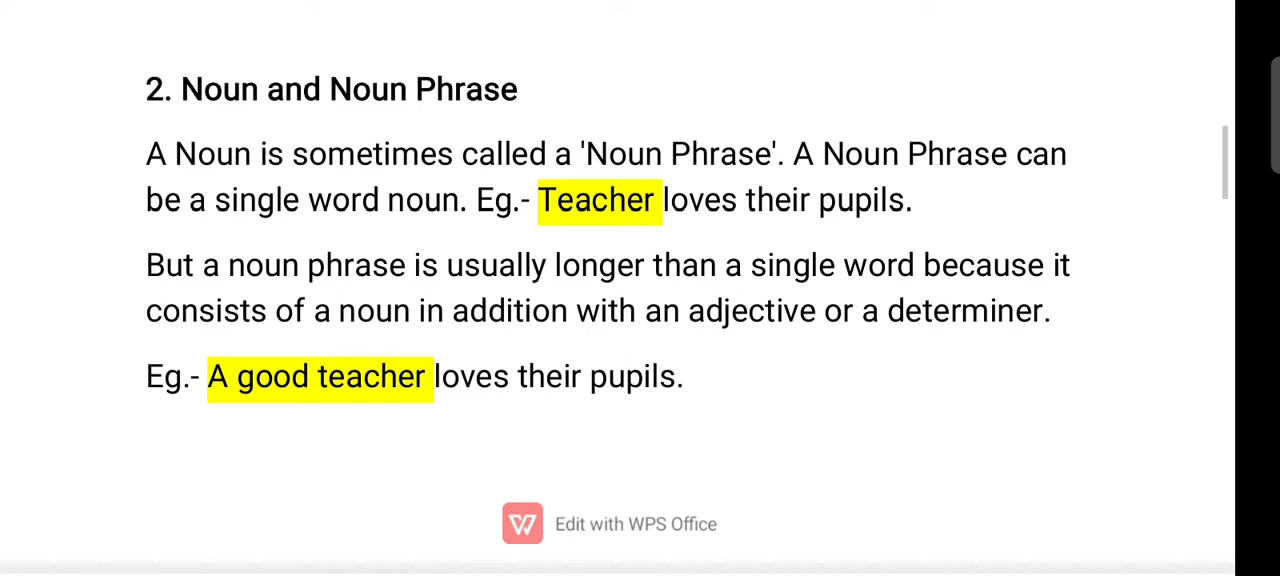 2. Noun and Noun Phrase
A Noun is sometimes called a 'Noun Phrase'. A Noun Phrase can
be a single word noun. Eg.- Teacher loves their pupils.
But a noun phrase is usually longer than a single word because it
consists of a noun in addition with an adjective or a determiner.
Eg.- A good teacher loves their pupils.
Edit with WPS Office